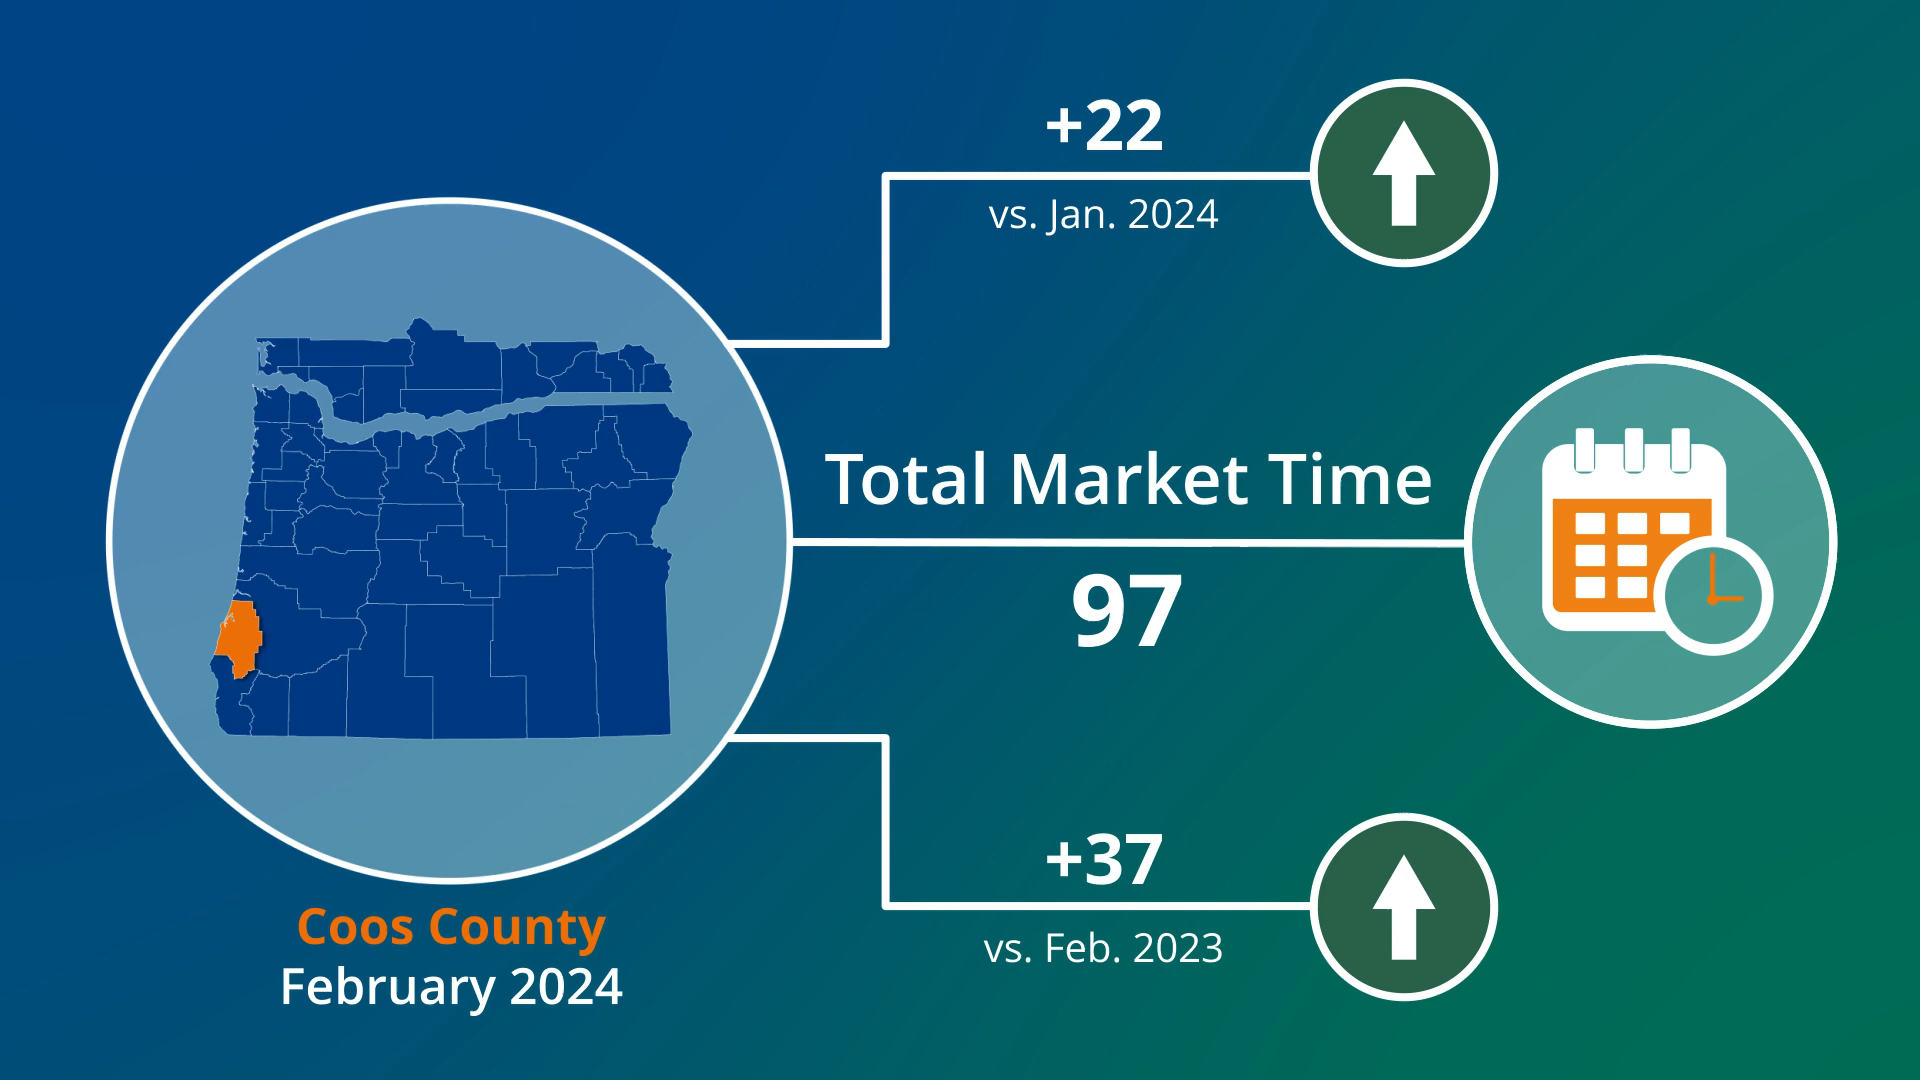 +22
vs. Jan. 2024
Total Market Time
97
+37
vs. Feb. 2023
Coos County
February 2024